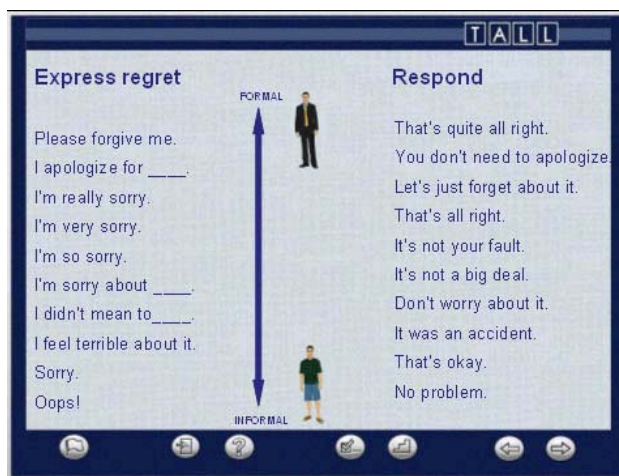 TALL
Express regret
FORMAL
Please forgive me.
I apologize for ____.
I'm really sorry.
I'm very sorry.
I'm so sorry.
I'm sorry about ____.
I didn't mean to____.
I feel terrible about it.
Sorry.
Oops!
INFORMAL
Respond
That's quite all right.
You don't need to apologize.
Let's just forget about it.
That's all right.
It's not your fault.
It's not a big deal.
Don't worry about it.
It was an accident.
That's okay.
No problem.
?